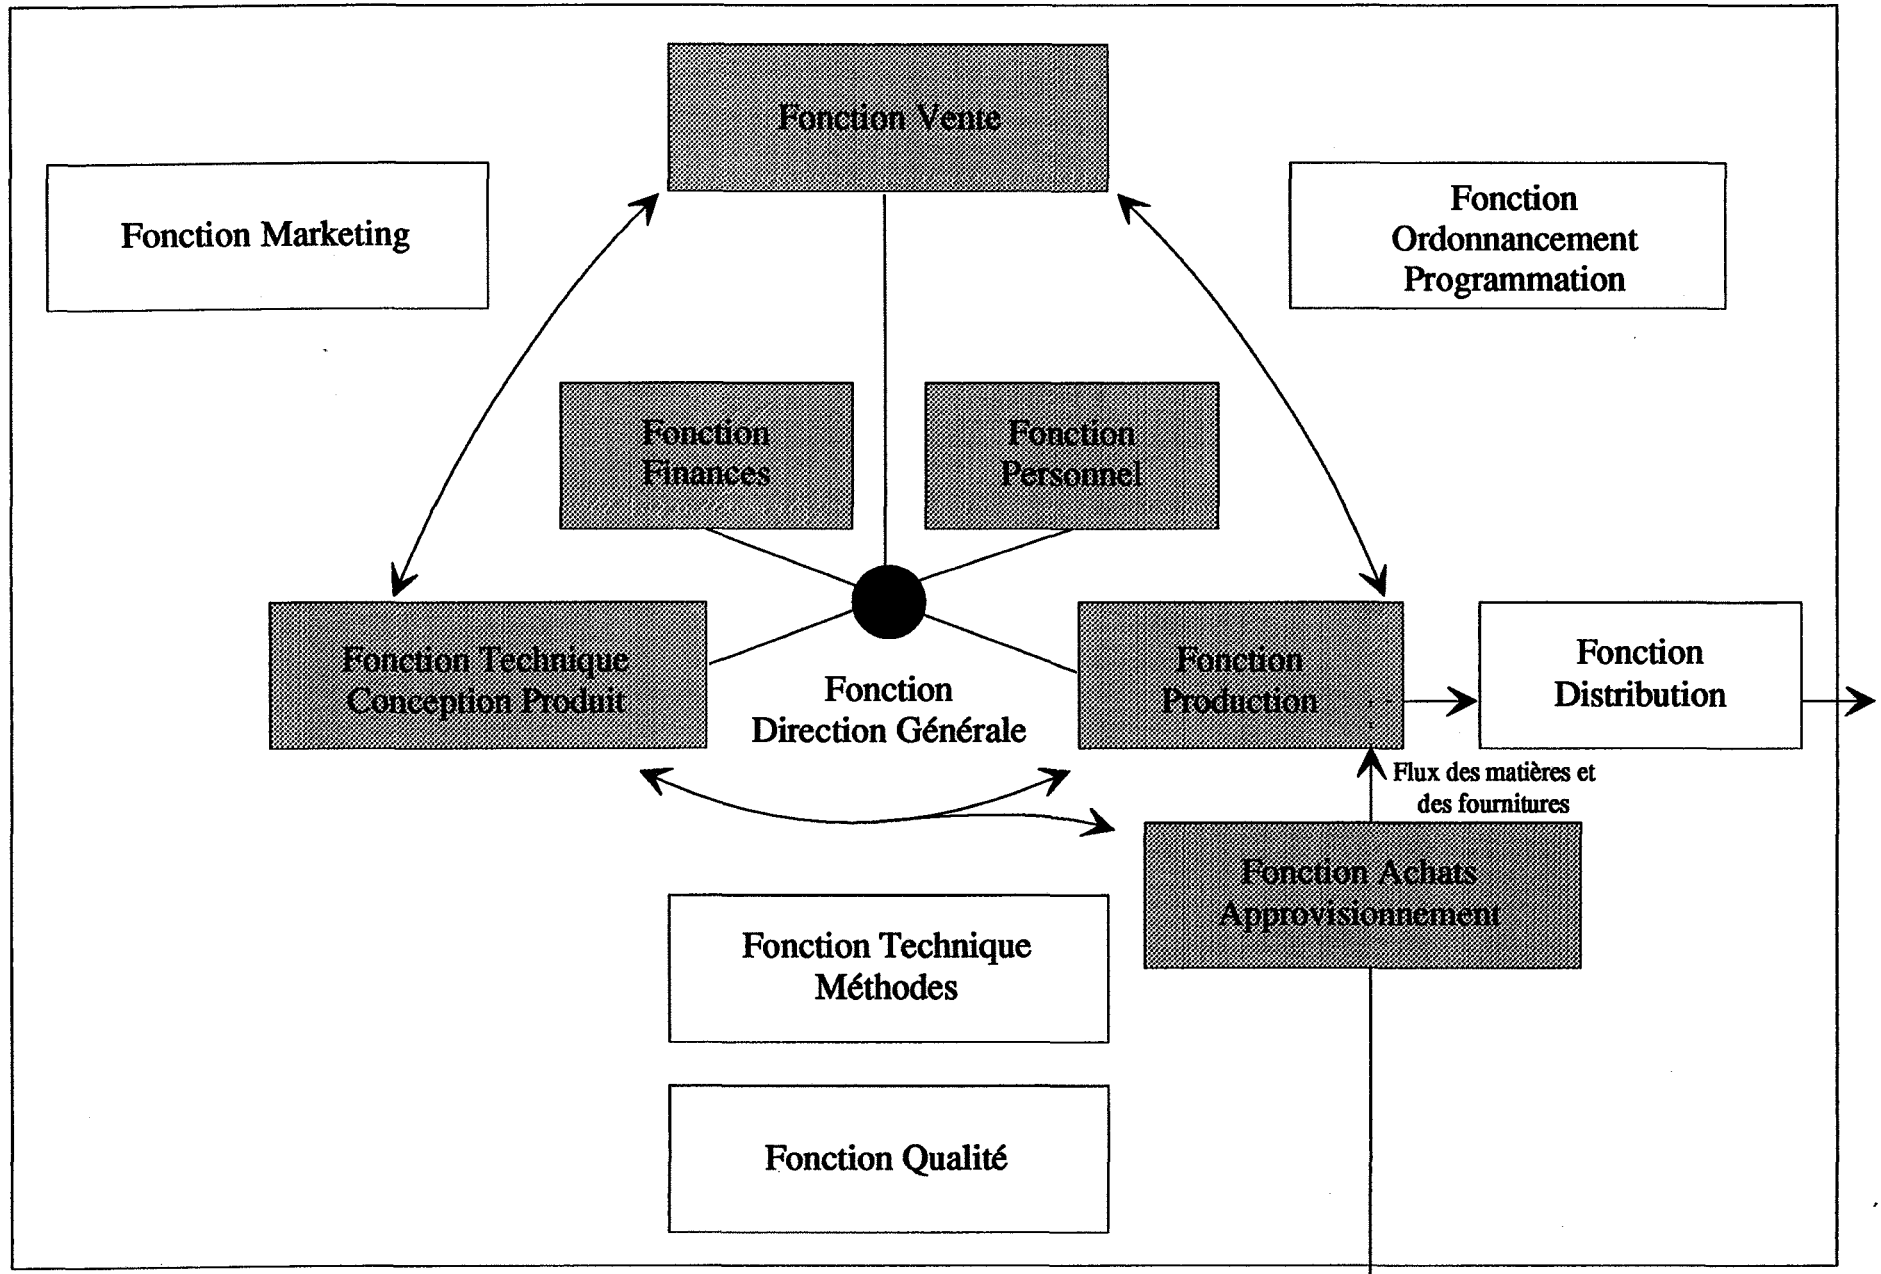 Fonction Vente
Fonction Marketing
Fonction
Ordonnancement
Programmation
Fonction
Finances
Fonction
Personnel
Fonction Technique
Conception Produit
Fonction
Direction Générale
Fonction
Production
Fonction
Distribution
Flux des matières et
des fournitures
Fonction Achats
Approvisionnement
Fonction Technique
Méthodes
Fonction Qualité